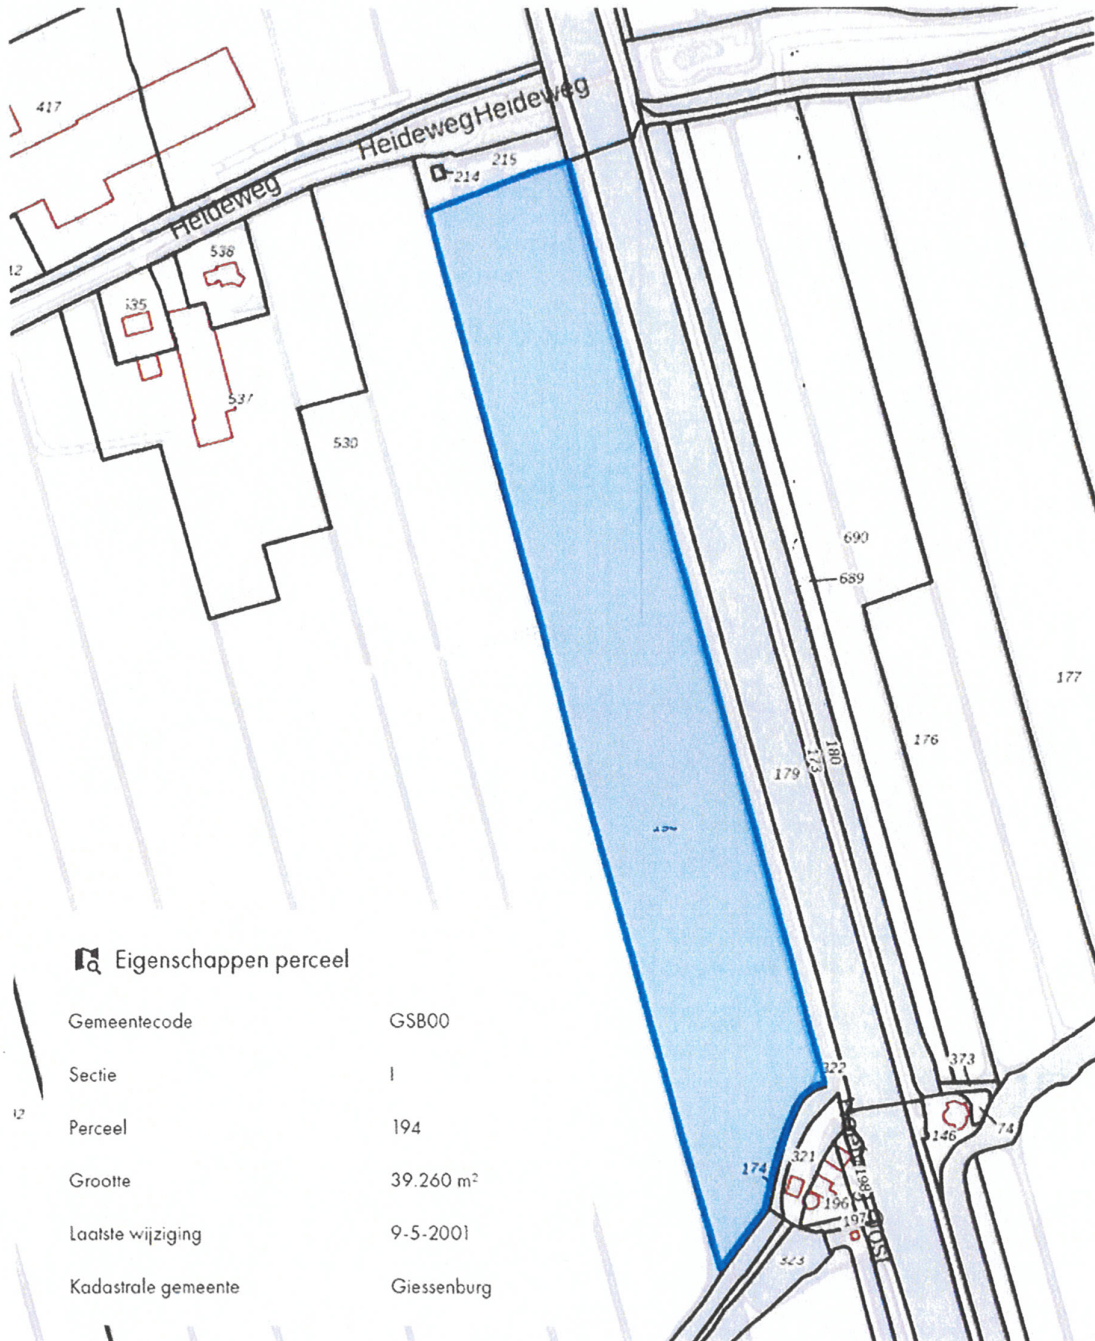 417
HeidewegHeideweg
215
214
Heideweg
538
12
537
530
690
689
177
176
180
173
179
Eigenschappen perceel
Gemeentecode GSB00
Sectie I
Perceel 194
Grootte 39.260 m²
Laatste wijziging 9-5-2001
Kadastrale gemeente Giessenburg
322
373
12
146
74
321
174
198
196
197
323